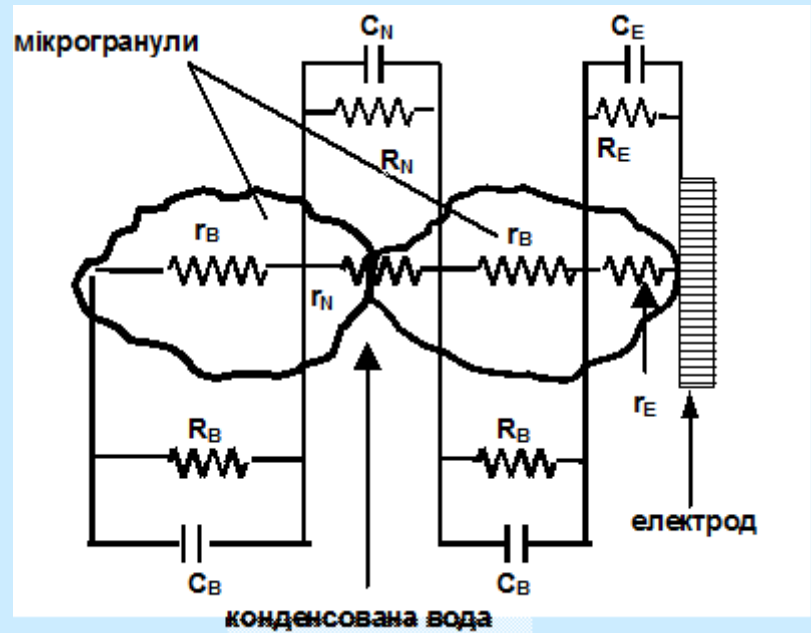 C_N
C_E
мікрогранули
R_N
R_E
r_B
r_B
r_N
r_E
R_B
R_B
електрод
C_B
C_B
конденсована вода